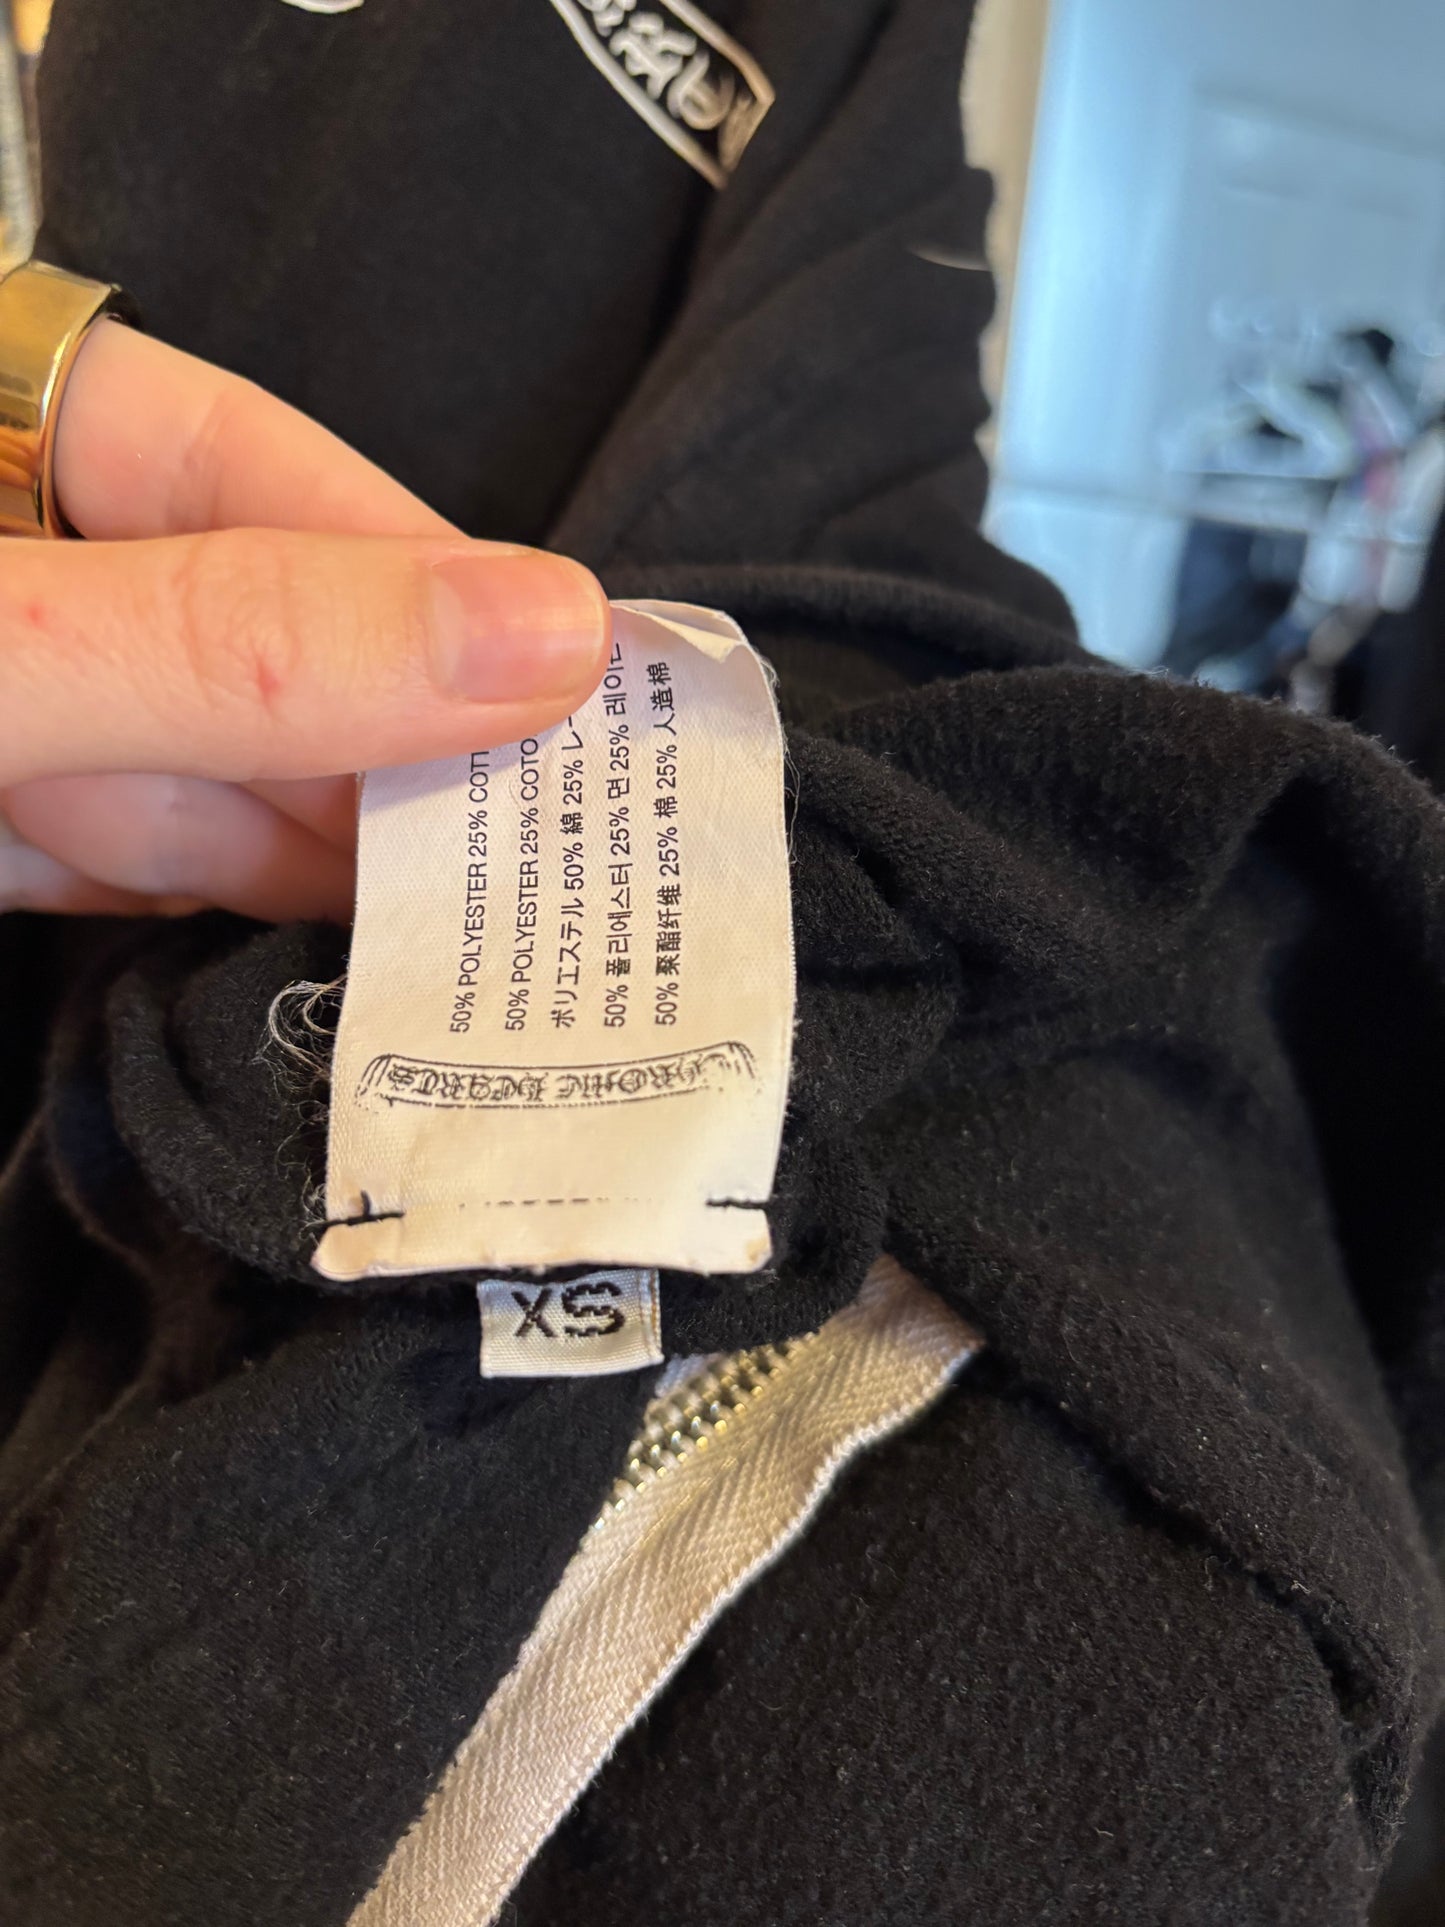 50% POLYESTER 25% COTT
50% POLYESTER 25% COTO
ポリエステル 50% 綿 25% レー
50% 폴리에스터 25% 면 25% 레이
50% 聚酯纤维 25% 棉 25% 人造棉
XS